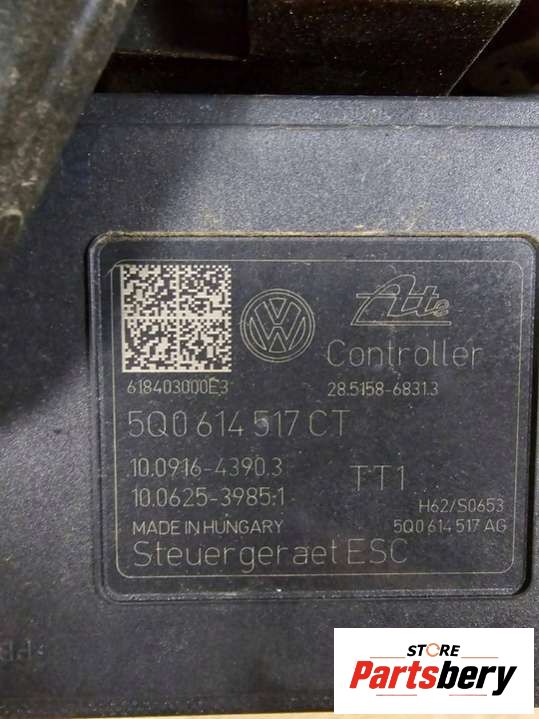 Ate
Controller
618403000E3
28.5158-6831.3
5Q0 614 517 CT
10.0916-4390.3
TT1
10.0625-3985.1
H62/S0653
MADE IN HUNGARY
5Q0 614 517 AG
Steuergeraet ESC
STORE
Partsbery